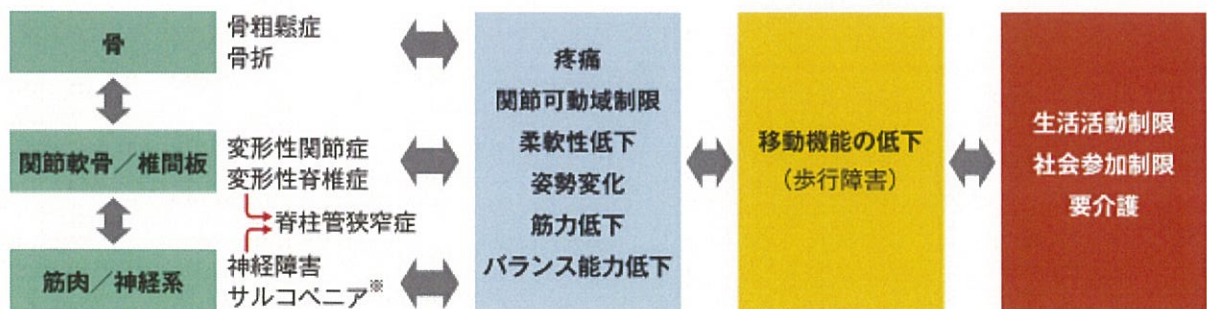 骨
骨粗鬆症
骨折
関節軟骨／椎間板
変形性関節症
変形性脊椎症
脊柱管狭窄症
筋肉／神経系
神経障害
サルコペニア※
疼痛
関節可動域制限
柔軟性低下
姿勢変化
筋力低下
バランス能力低下
移動機能の低下
（歩行障害）
生活活動制限
社会参加制限
要介護